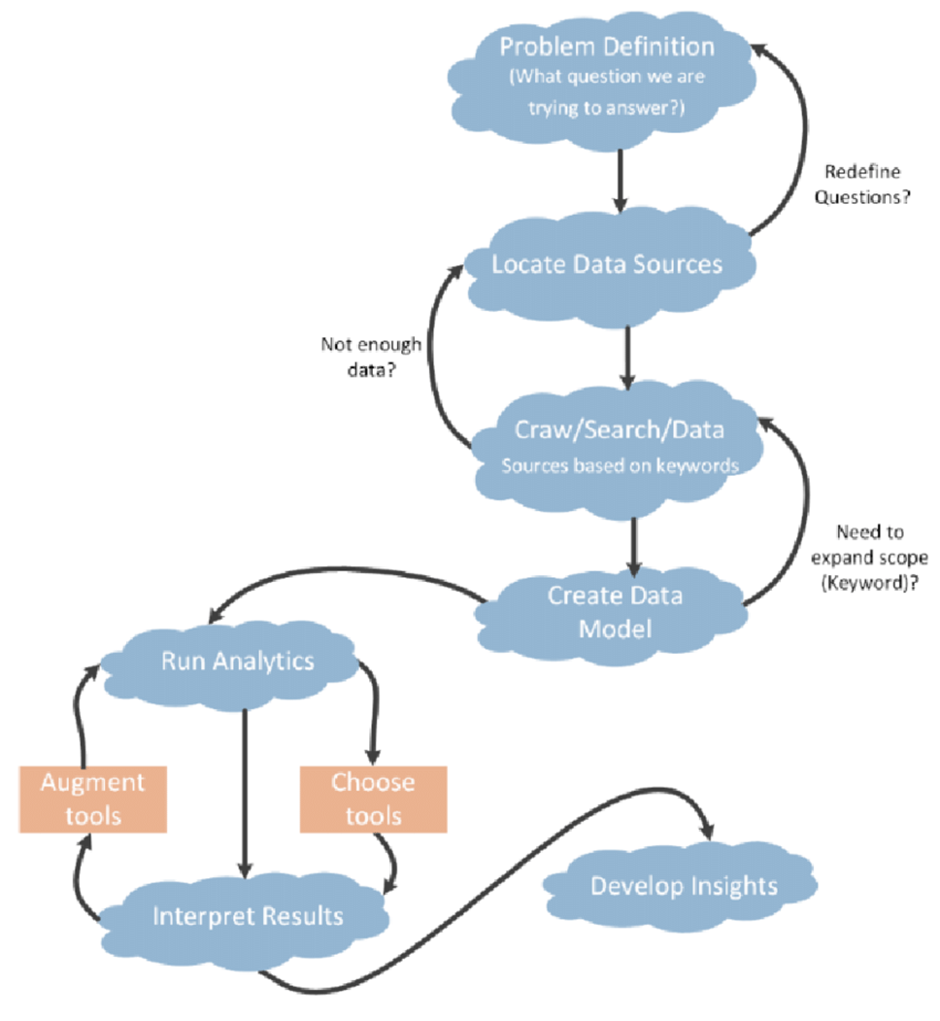 Problem Definition
(What question we are
trying to answer?)
Redefine
Questions?
Locate Data Sources
Not enough
data?
Craw/Search/Data
Sources based on keywords
Need to
expand scope
(Keyword)?
Create Data
Model
Run Analytics
Augment
tools
Choose
tools
Interpret Results
Develop Insights